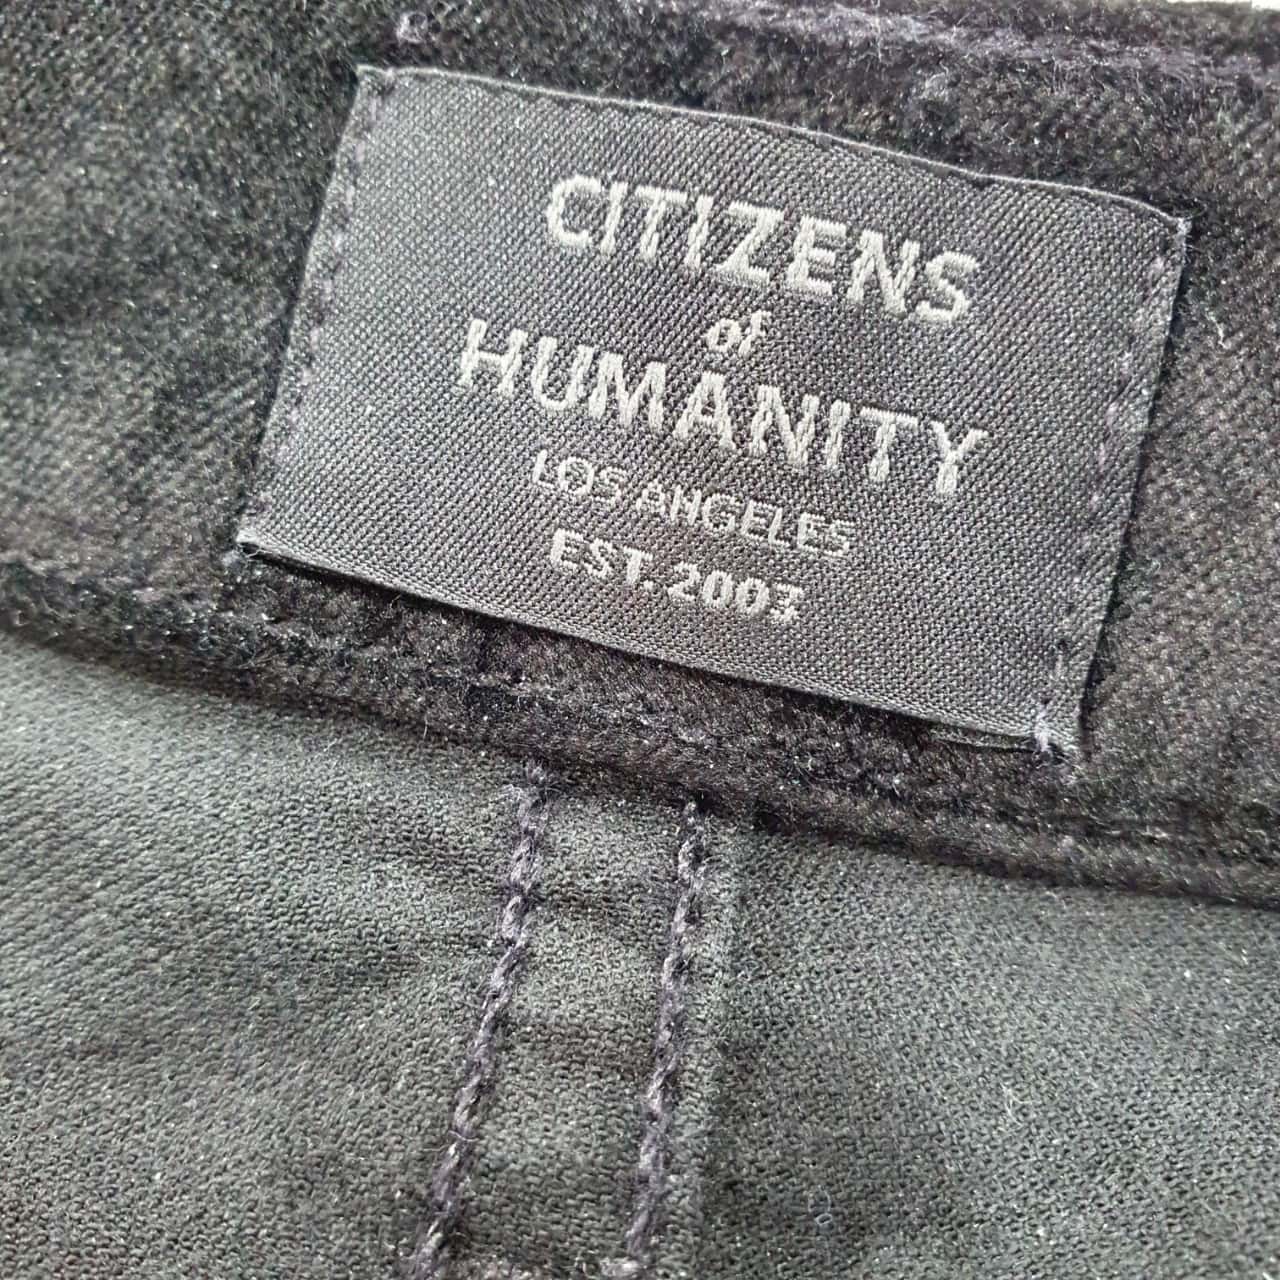 CITIZENS
of
HUMANITY
LOS ANGELES
EST. 2003